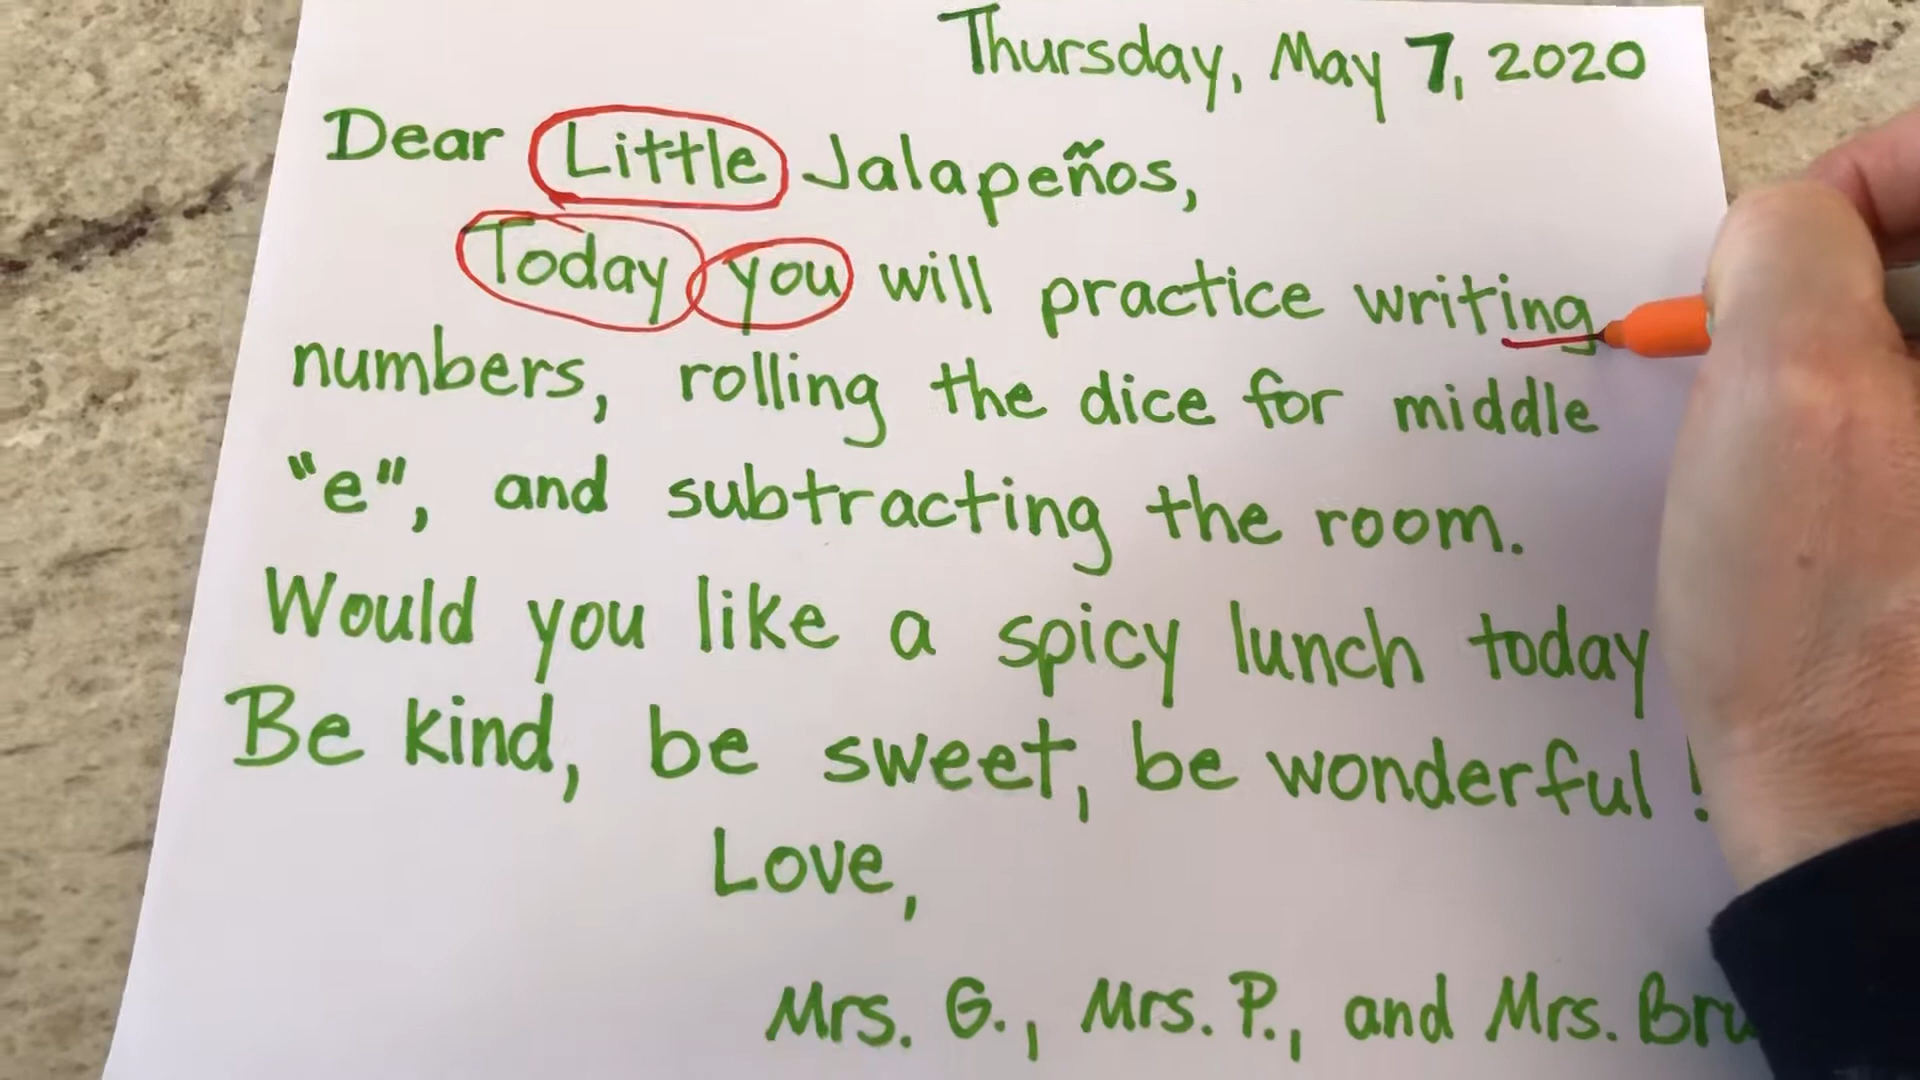 Thursday, May 7, 2020
Dear Little Jalapeños,
Today you will practice writing
numbers, rolling the dice for middle
"e", and subtracting the room.
Would you like a spicy lunch today
Be kind, be sweet, be wonderful!
Love,
Mrs. G., Mrs. P., and Mrs.